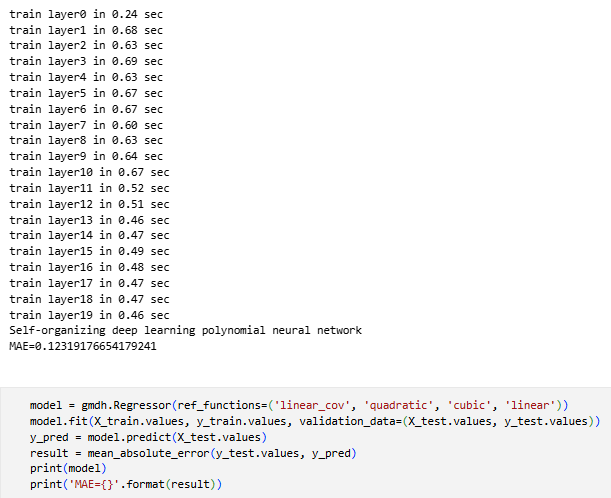 train layer0 in 0.24 sec
train layer1 in 0.68 sec
train layer2 in 0.63 sec
train layer3 in 0.69 sec
train layer4 in 0.63 sec
train layer5 in 0.67 sec
train layer6 in 0.67 sec
train layer7 in 0.60 sec
train layer8 in 0.63 sec
train layer9 in 0.64 sec
train layer10 in 0.67 sec
train layer11 in 0.52 sec
train layer12 in 0.51 sec
train layer13 in 0.46 sec
train layer14 in 0.47 sec
train layer15 in 0.49 sec
train layer16 in 0.48 sec
train layer17 in 0.47 sec
train layer18 in 0.47 sec
train layer19 in 0.46 sec
Self-organizing deep learning polynomial neural network
MAE=0.12319176654179241
model = gmdh.Regressor(ref_functions=('linear_cov', 'quadratic', 'cubic', 'linear'))
model.fit(X_train.values, y_train.values, validation_data=(X_test.values, y_test.values))
y_pred = model.predict(X_test.values)
result = mean_absolute_error(y_test.values, y_pred)
print(model)
print('MAE={}'.format(result))